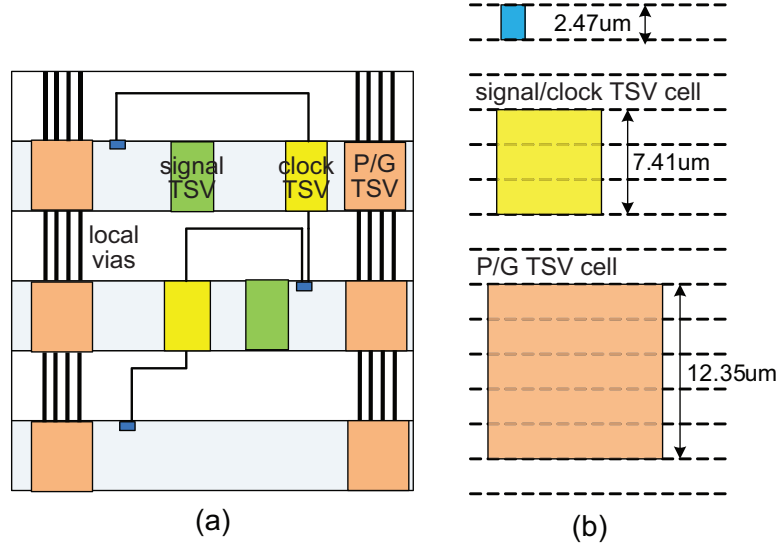 signal
TSV
clock
TSV
P/G
TSV
local
vias
(a)
2.47um
signal/clock TSV cell
7.41um
P/G TSV cell
12.35um
(b)